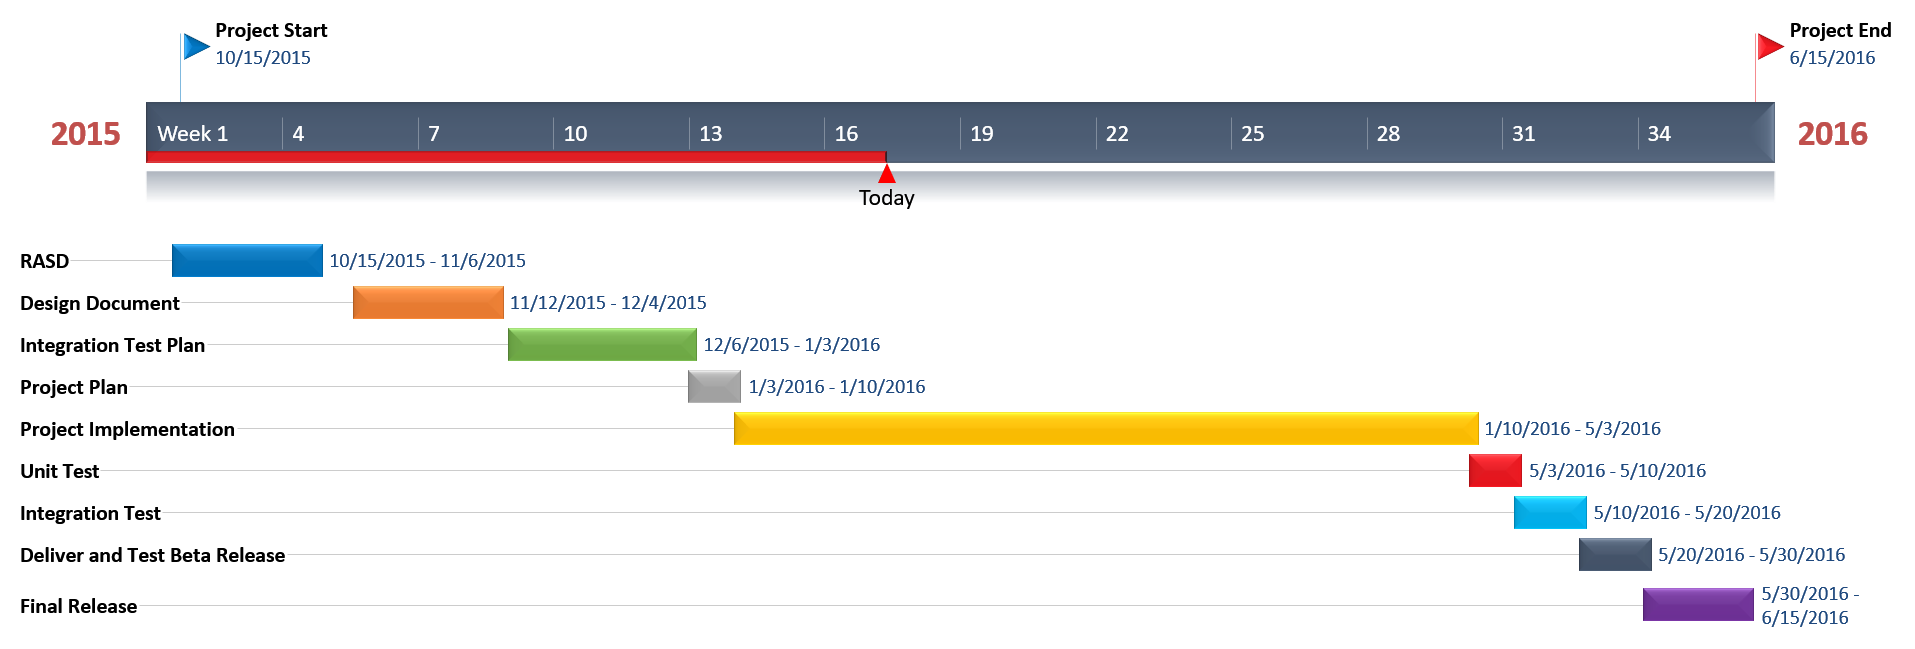 Project Start
10/15/2015
Project End
6/15/2016
2015
Week 1 4 7 10 13 16 19 22 25 28 31 34
2016
Today
RASD 10/15/2015 - 11/6/2015
Design Document 11/12/2015 - 12/4/2015
Integration Test Plan 12/6/2015 - 1/3/2016
Project Plan 1/3/2016 - 1/10/2016
Project Implementation 1/10/2016 - 5/3/2016
Unit Test 5/3/2016 - 5/10/2016
Integration Test 5/10/2016 - 5/20/2016
Deliver and Test Beta Release 5/20/2016 - 5/30/2016
Final Release 5/30/2016 -
6/15/2016